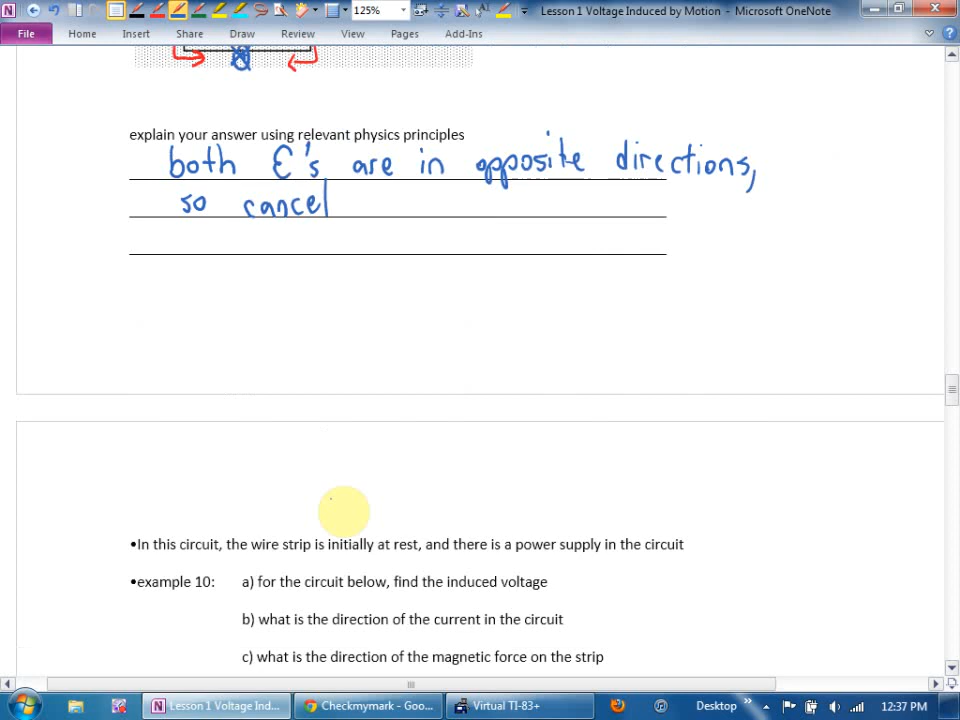 125%
Lesson 1 Voltage Induced by Motion - Microsoft OneNote
File Home Insert Share Draw Review View Pages Add-Ins
explain your answer using relevant physics principles
both Ɛ's are in opposite directions,
so cancel
•In this circuit, the wire strip is initially at rest, and there is a power supply in the circuit
•example 10: a) for the circuit below, find the induced voltage
b) what is the direction of the current in the circuit
c) what is the direction of the magnetic force on the strip
Lesson 1 Voltage Ind... Checkmymark - Goo... Virtual TI-83+ Desktop » 12:37 PM